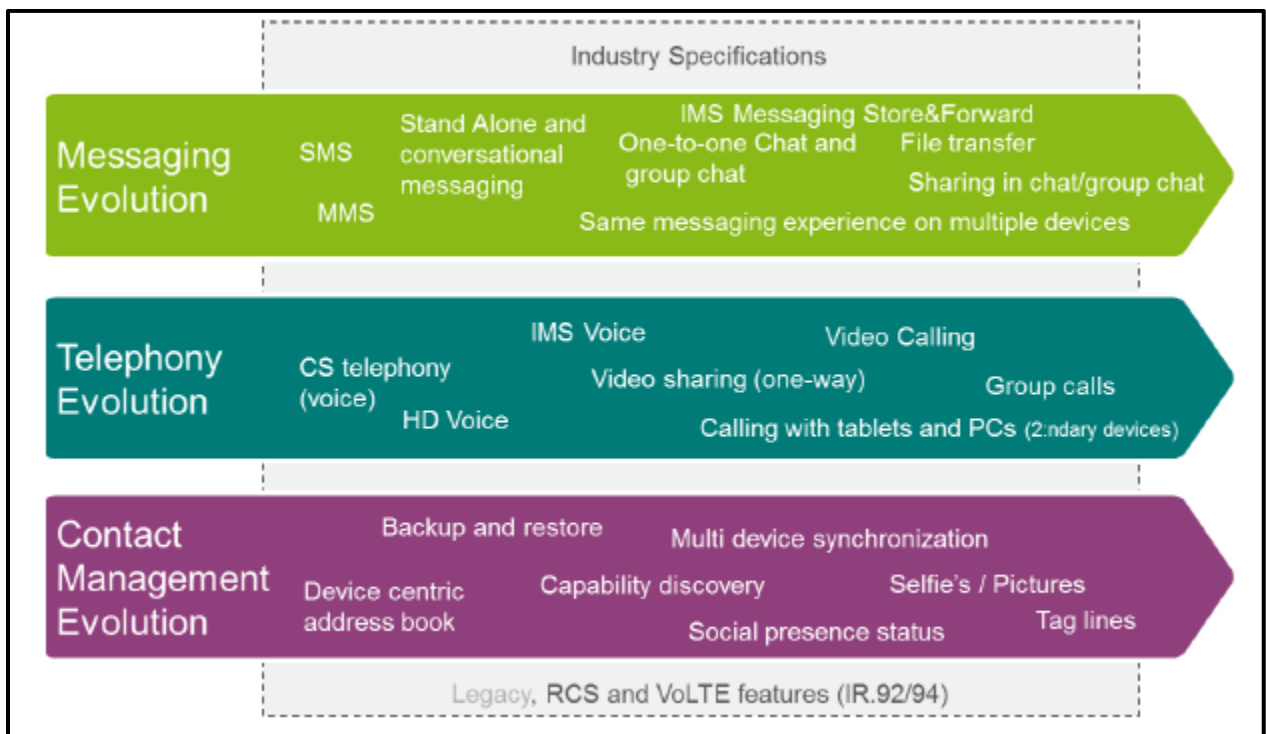 Industry Specifications
Messaging
Evolution
SMS
MMS
Stand Alone and
conversational
messaging
IMS Messaging Store&Forward
One-to-one Chat and
group chat
File transfer
Sharing in chat/group chat
Same messaging experience on multiple devices
Telephony
Evolution
CS telephony
(voice)
HD Voice
IMS Voice
Video sharing (one-way)
Video Calling
Group calls
Calling with tablets and PCs (2:ndary devices)
Contact
Management
Evolution
Backup and restore
Device centric
address book
Multi device synchronization
Capability discovery
Selfie's / Pictures
Social presence status
Tag lines
Legacy, RCS and VoLTE features (IR.92/94)